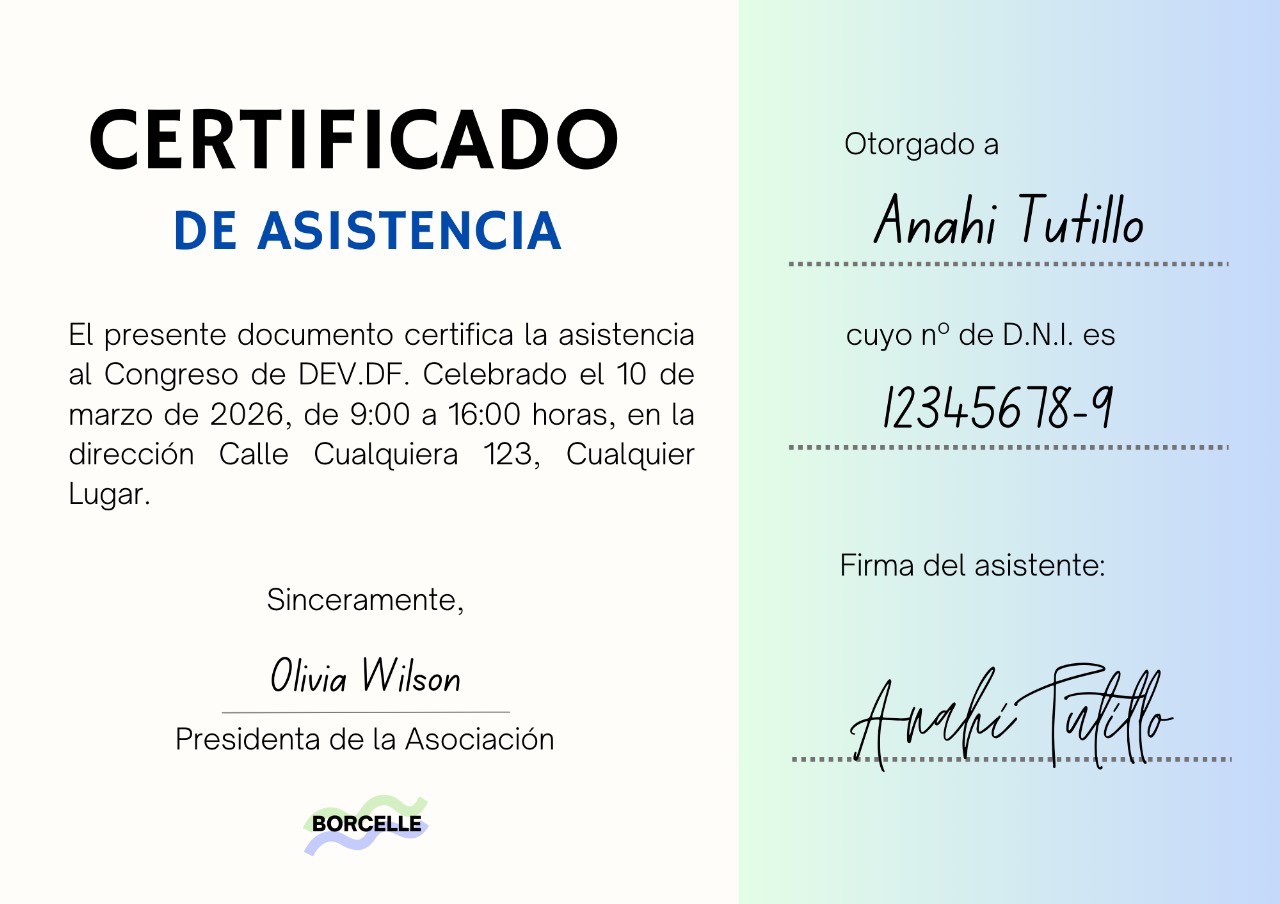 CERTIFICADO
DE ASISTENCIA
El presente documento certifica la asistencia
al Congreso de DEV.DF. Celebrado el 10 de
marzo de 2026, de 9:00 a 16:00 horas, en la
dirección Calle Cualquiera 123, Cualquier
Lugar.
Sinceramente,
Olivia Wilson
Presidenta de la Asociación
BORCELLE
Otorgado a
Anahi Tutillo
cuyo nº de D.N.I. es
12345678-9
Firma del asistente:
Anahi Tutillo